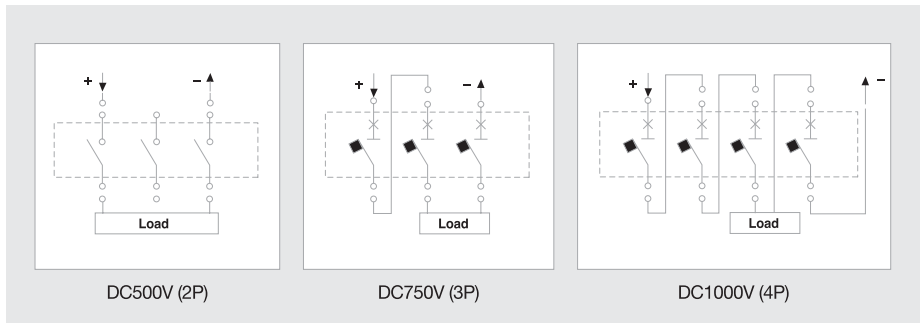 + −
Load
DC500V (2P)
+ −
Load
DC750V (3P)
+ −
Load
DC1000V (4P)